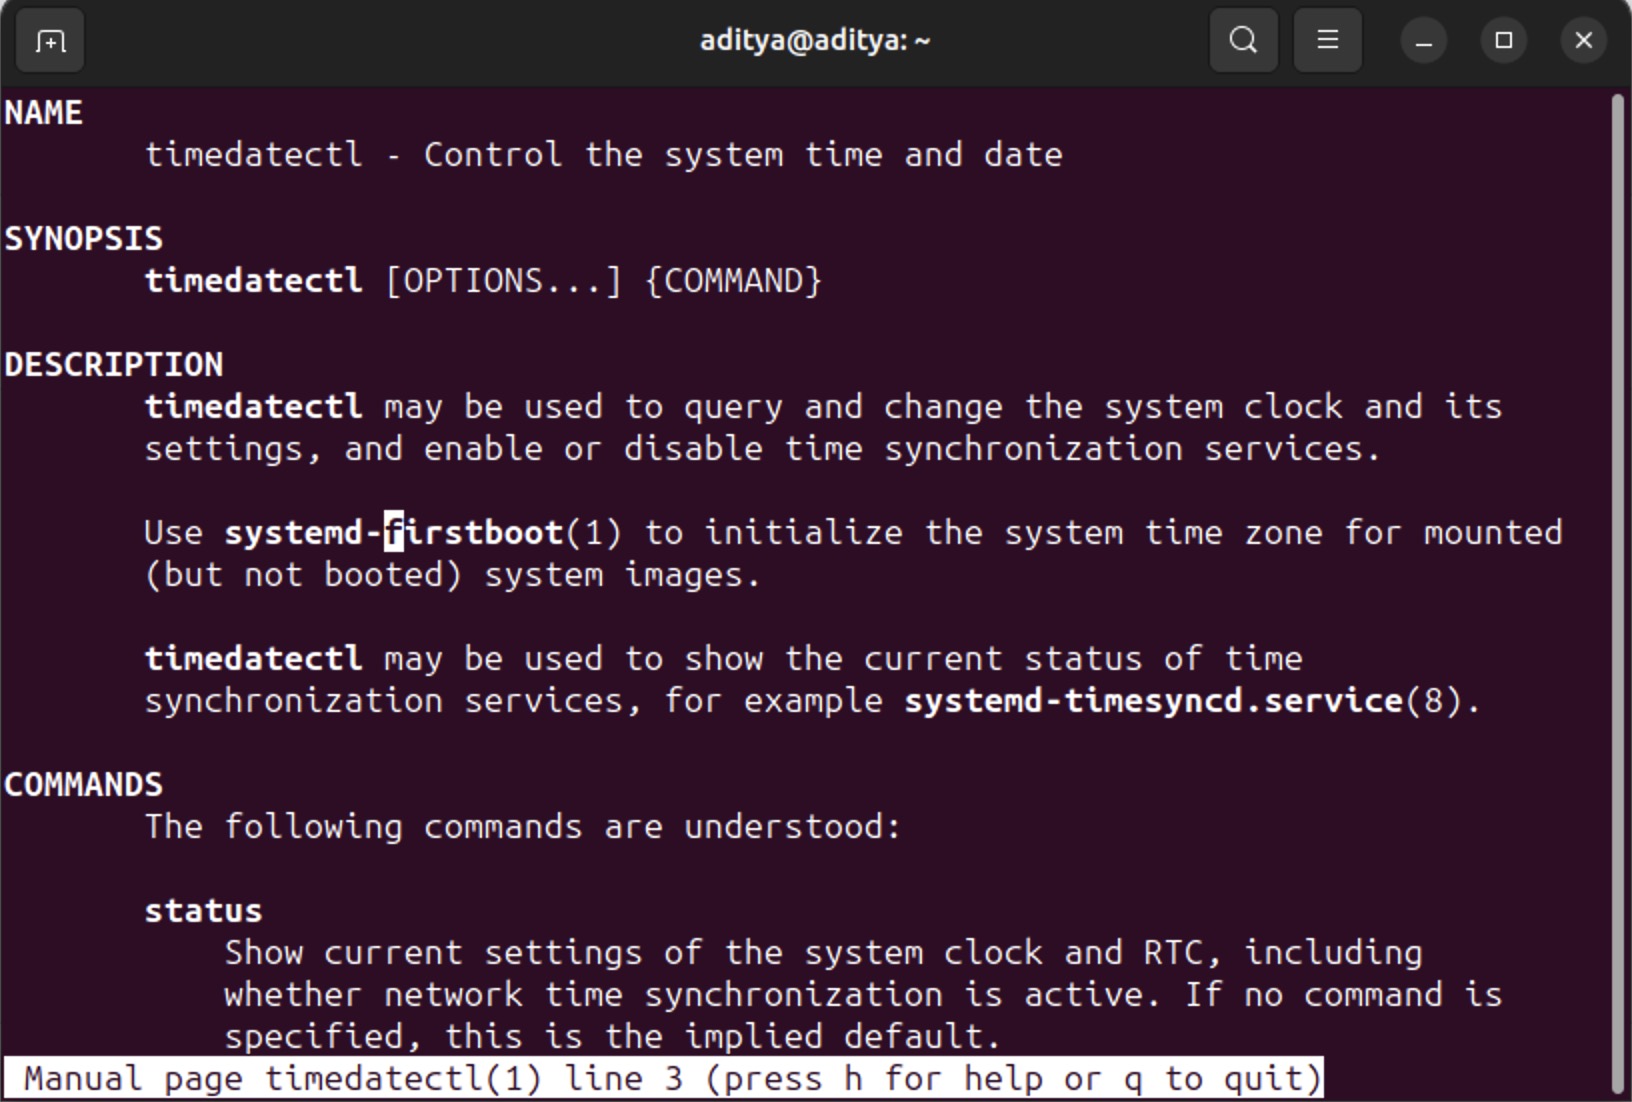 aditya@aditya: ~
NAME
timedatectl - Control the system time and date
SYNOPSIS
timedatectl [OPTIONS...] {COMMAND}
DESCRIPTION
timedatectl may be used to query and change the system clock and its
settings, and enable or disable time synchronization services.
Use systemd-firstboot(1) to initialize the system time zone for mounted
(but not booted) system images.
timedatectl may be used to show the current status of time
synchronization services, for example systemd-timesyncd.service(8).
COMMANDS
The following commands are understood:
status
Show current settings of the system clock and RTC, including
whether network time synchronization is active. If no command is
specified, this is the implied default.
Manual page timedatectl(1) line 3 (press h for help or q to quit)